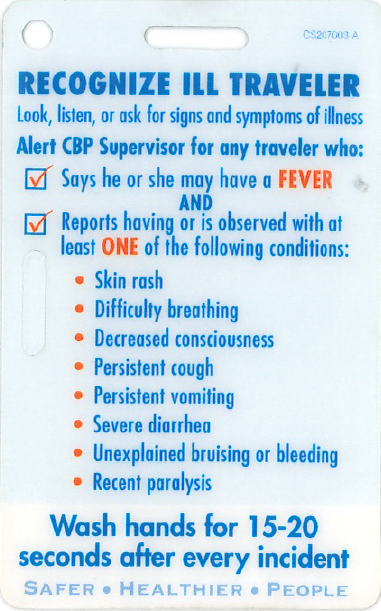 CS267003-A
RECOGNIZE ILL TRAVELER
Look, listen, or ask for signs and symptoms of illness
Alert CBP Supervisor for any traveler who:
Says he or she may have a FEVER
AND
Reports having or is observed with at
least ONE of the following conditions:
• Skin rash
• Difficulty breathing
• Decreased consciousness
• Persistent cough
• Persistent vomiting
• Severe diarrhea
• Unexplained bruising or bleeding
• Recent paralysis
Wash hands for 15-20
seconds after every incident
SAFER • HEALTHIER • PEOPLE